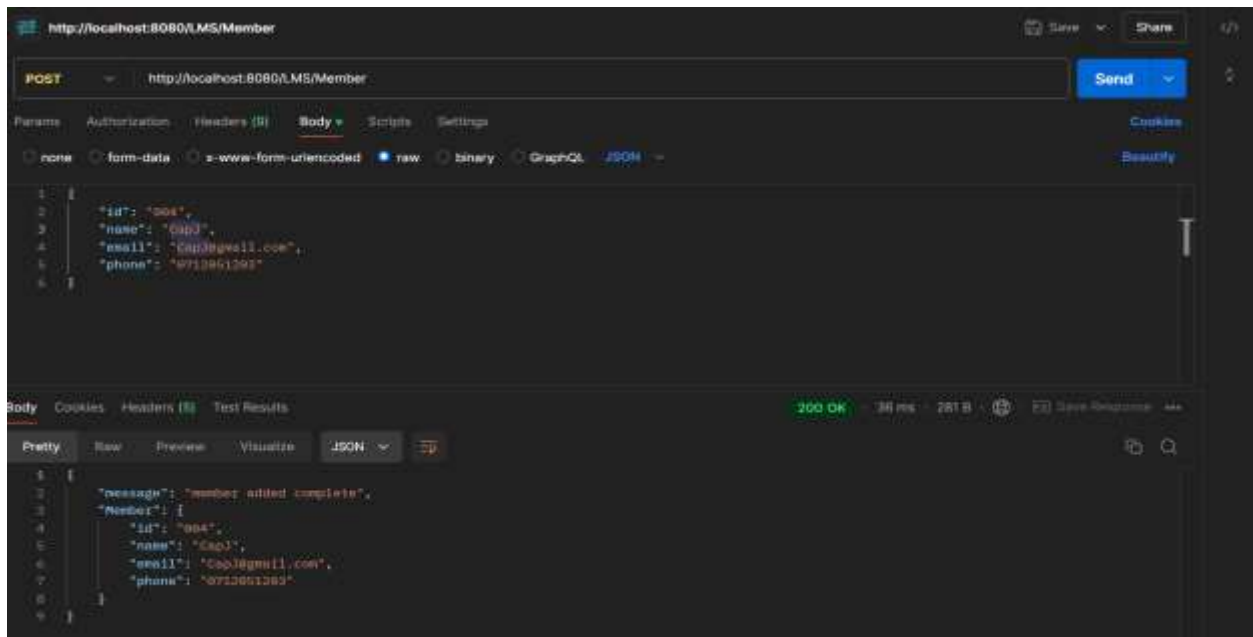 http://localhost:8080/LMS/Member
Save
Share
POST
http://localhost:8080/LMS/Member
Send
Params Authorization Headers (9) Body Scripts Settings
Cookies
none form-data x-www-form-urlencoded raw binary GraphQL JSON
Beautify
1 {
2 "id": "004",
3 "name": "CapJ",
4 "email": "CapJ@gmail.com",
5 "phone":
6 }
Body Cookies Headers (5) Test Results
200 OK 36 ms 281 B Save Response
Pretty Raw Preview Visualize JSON
1 {
2 "message": "member added complete",
3 "Member": {
4 "id": "004",
5 "name": "CapJ",
6 "email": "CapJ@gmail.com",
7 "phone":
8 }
9 }